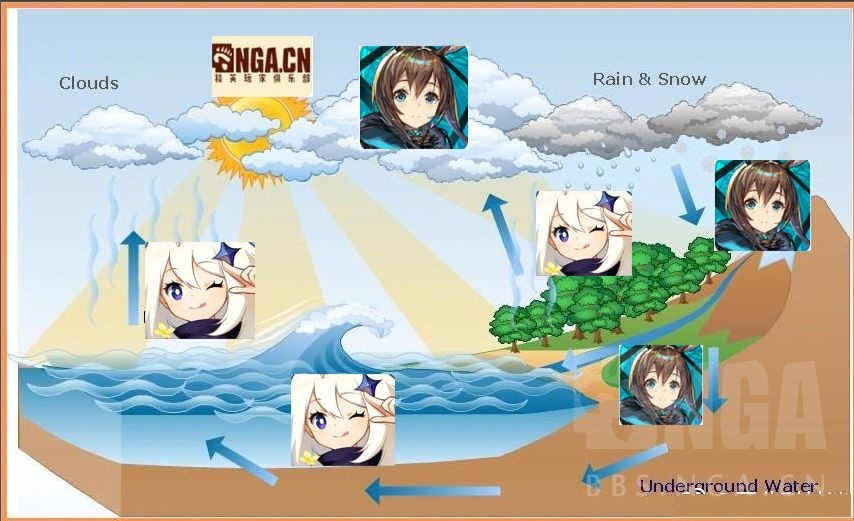 NGA.CN
精英玩家俱乐部
Clouds
Rain & Snow
NGA
Underground Water
BBS.NGA.CN